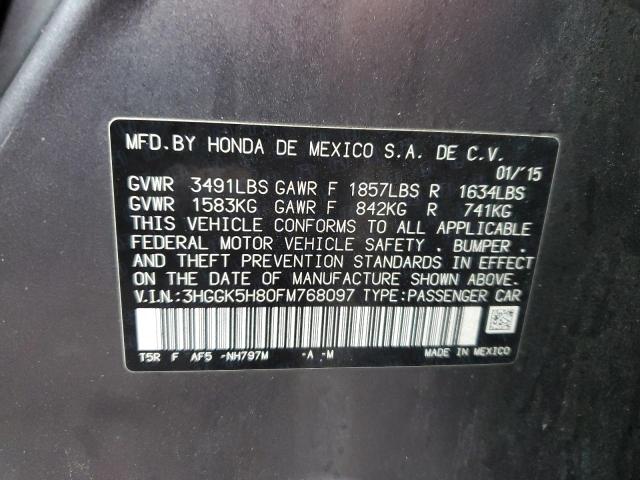 MFD. BY HONDA DE MEXICO S.A. DE C.V.
01/'15
GVWR 3491LBS GAWR F 1857LBS R 1634LBS
GVWR 1583KG GAWR F 842KG R 741KG
THIS VEHICLE CONFORMS TO ALL APPLICABLE
FEDERAL MOTOR VEHICLE SAFETY . BUMPER .
AND THEFT PREVENTION STANDARDS IN EFFECT
ON THE DATE OF MANUFACTURE SHOWN ABOVE.
V.I.N.:3HGGK5H80FM768097 TYPE:PASSENGER CAR
T5R F AF5 -NH797M -A -M MADE IN MEXICO